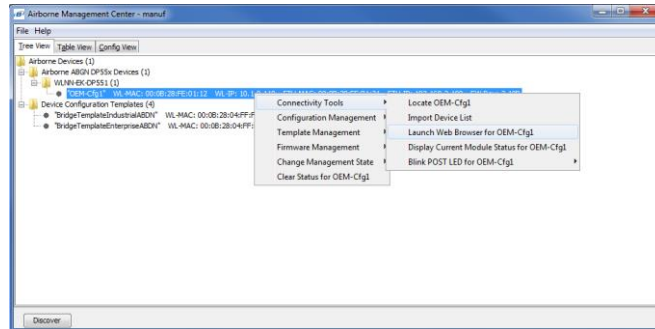 Airborne Management Center - manuf
File Help
Tree View Table View Config View
Airborne Devices (1)
Airborne ABGN DP55x Devices (1)
WLNN-EK-DP551 (1)
"OEM-Cfg1" WL-MAC: 00:0B:28:FE:01:12 WL-IP: 10.1
Device Configuration Templates (4)
"BridgeTemplateIndustrialABDN" WL-MAC: 00:0B:28:04:FF:F
"BridgeTemplateEnterpriseABDN" WL-MAC: 00:0B:28:04:FF:
Connectivity Tools
Configuration Management
Template Management
Firmware Management
Change Management State
Clear Status for OEM-Cfg1
Locate OEM-Cfg1
Import Device List
Launch Web Browser for OEM-Cfg1
Display Current Module Status for OEM-Cfg1
Blink POST LED for OEM-Cfg1
Discover